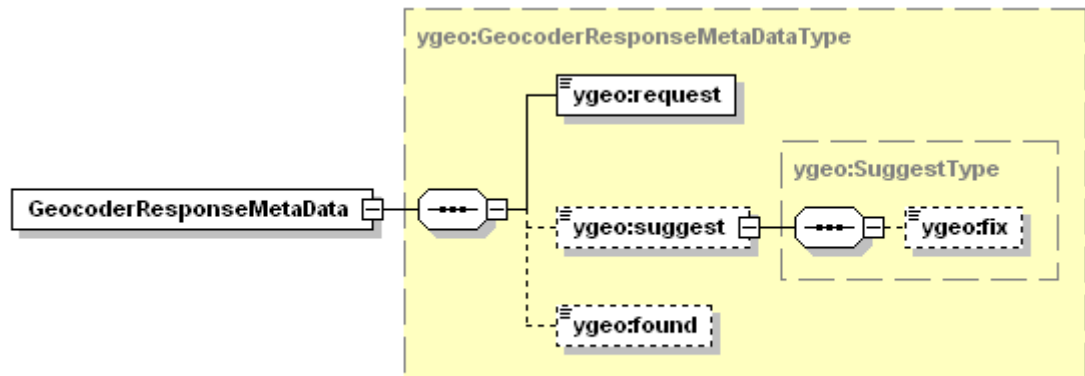 ygeo:GeocoderResponseMetaDataType
ygeo:request
ygeo:SuggestType
GeocoderResponseMetaData
ygeo:suggest
ygeo:fix
ygeo:found